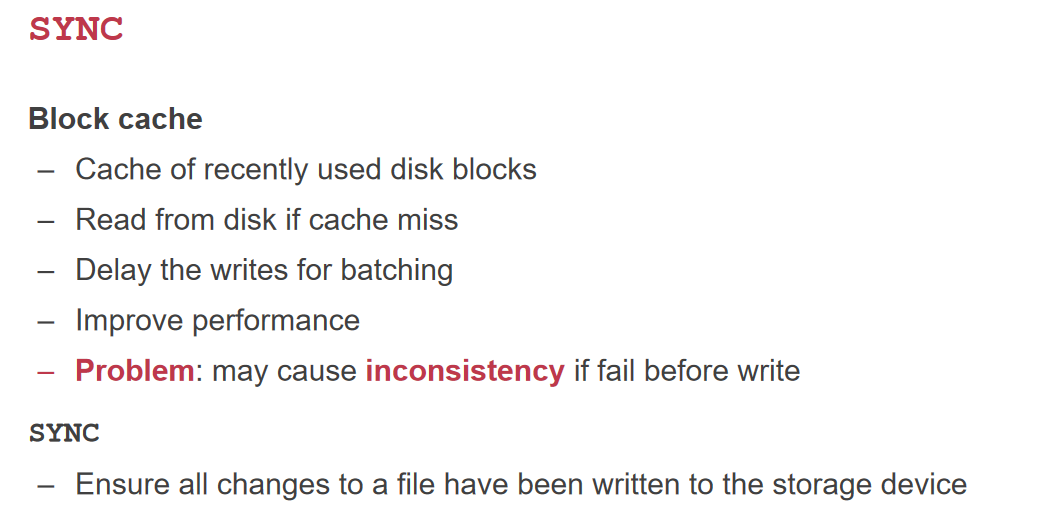 SYNC
Block cache
– Cache of recently used disk blocks
– Read from disk if cache miss
– Delay the writes for batching
– Improve performance
– Problem: may cause inconsistency if fail before write
SYNC
– Ensure all changes to a file have been written to the storage device